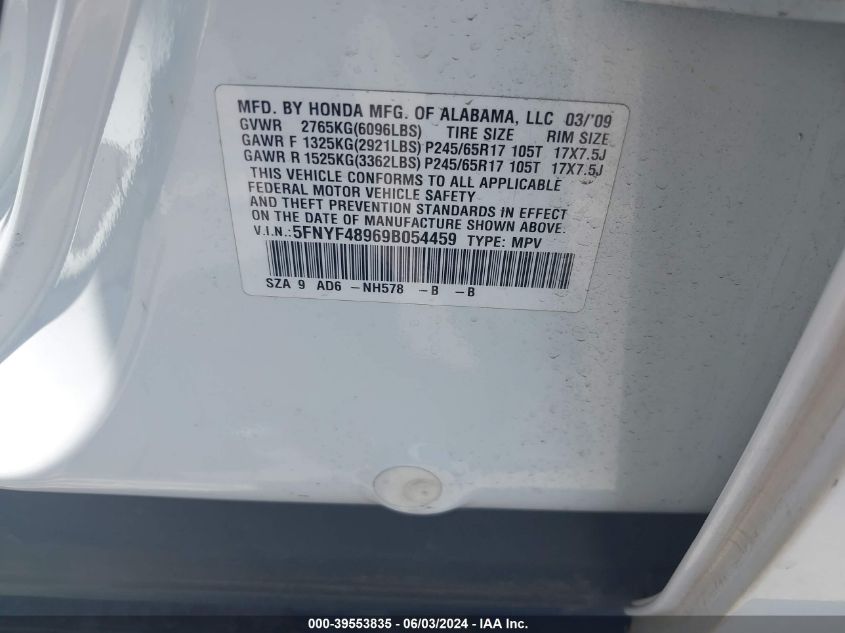 MFD. BY HONDA MFG. OF ALABAMA, LLC 03/'09
GVWR 2765KG(6096LBS) TIRE SIZE RIM SIZE
GAWR F 1325KG(2921LBS) P245/65R17 105T 17X7.5J
GAWR R 1525KG(3362LBS) P245/65R17 105T 17X7.5J
THIS VEHICLE CONFORMS TO ALL APPLICABLE
FEDERAL MOTOR VEHICLE SAFETY
AND THEFT PREVENTION STANDARDS IN EFFECT
ON THE DATE OF MANUFACTURE SHOWN ABOVE.
V.I.N.:5FNYF48969B054459 TYPE: MPV
SZA 9 AD6 -NH578 -B -B
000-39553835 - 06/03/2024 - IAA Inc.